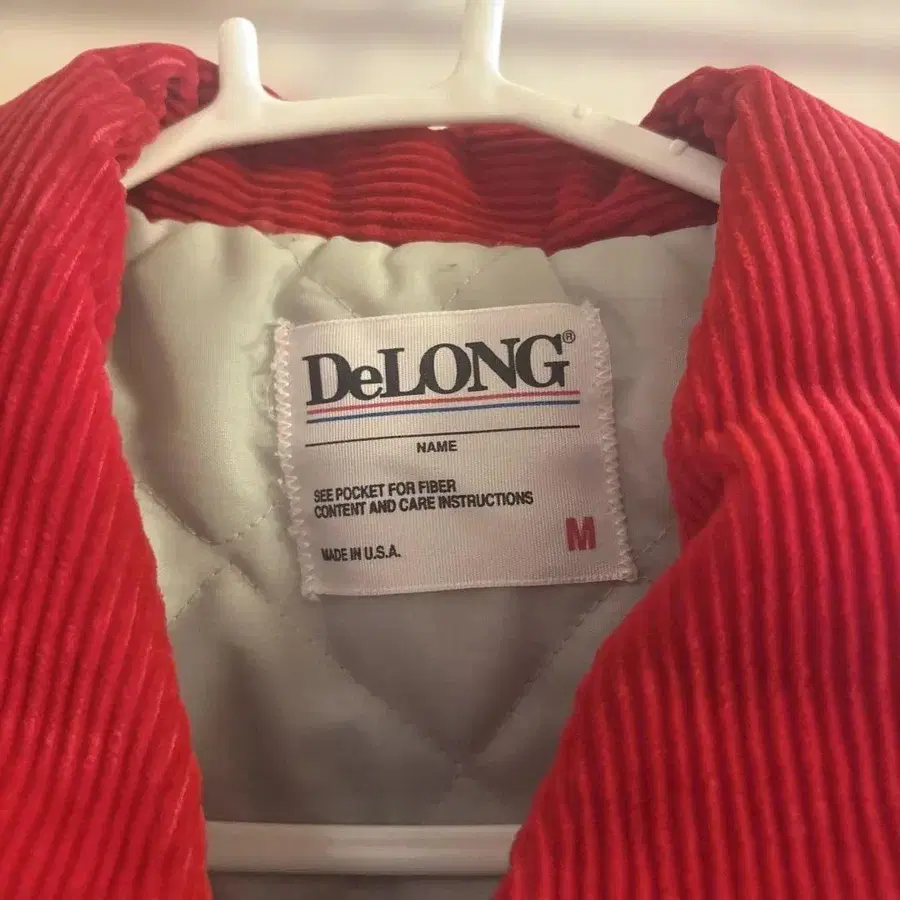 DeLONG®
NAME
SEE POCKET FOR FIBER
CONTENT AND CARE INSTRUCTIONS
MADE IN U.S.A.
M